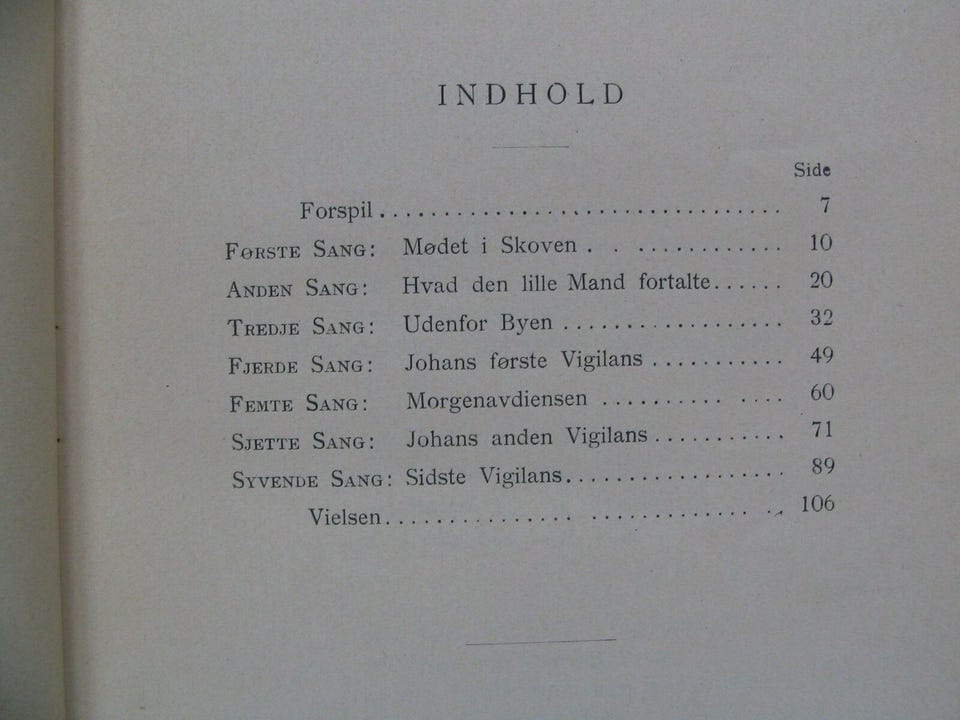 INDHOLD
Side
Forspil ................................ 7
FØRSTE SANG: Mødet i Skoven . . ............ 10
ANDEN SANG: Hvad den lille Mand fortalte...... 20
TREDJE SANG: Udenfor Byen .................. 32
FJERDE SANG: Johans første Vigilans ........... 49
FEMTE SANG: Morgenavdiensen .......... .... 60
SJETTE SANG: Johans anden Vigilans ........... 71
SYVENDE SANG: Sidste Vigilans.................. 89
Vielsen............... ............. .. 106